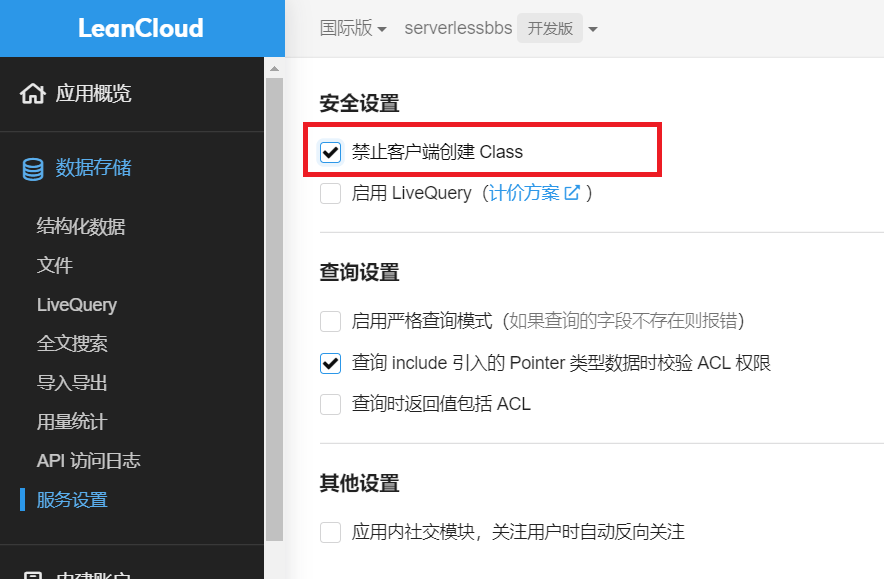 LeanCloud
国际版 serverlessbbs 开发版
应用概览
数据存储
结构化数据
文件
LiveQuery
全文搜索
导入导出
用量统计
API 访问日志
服务设置
内建账户
安全设置
禁止客户端创建 Class
启用 LiveQuery（计价方案）
查询设置
启用严格查询模式（如果查询的字段不存在则报错）
查询 include 引入的 Pointer 类型数据时校验 ACL 权限
查询时返回值包括 ACL
其他设置
应用内社交模块，关注用户时自动反向关注